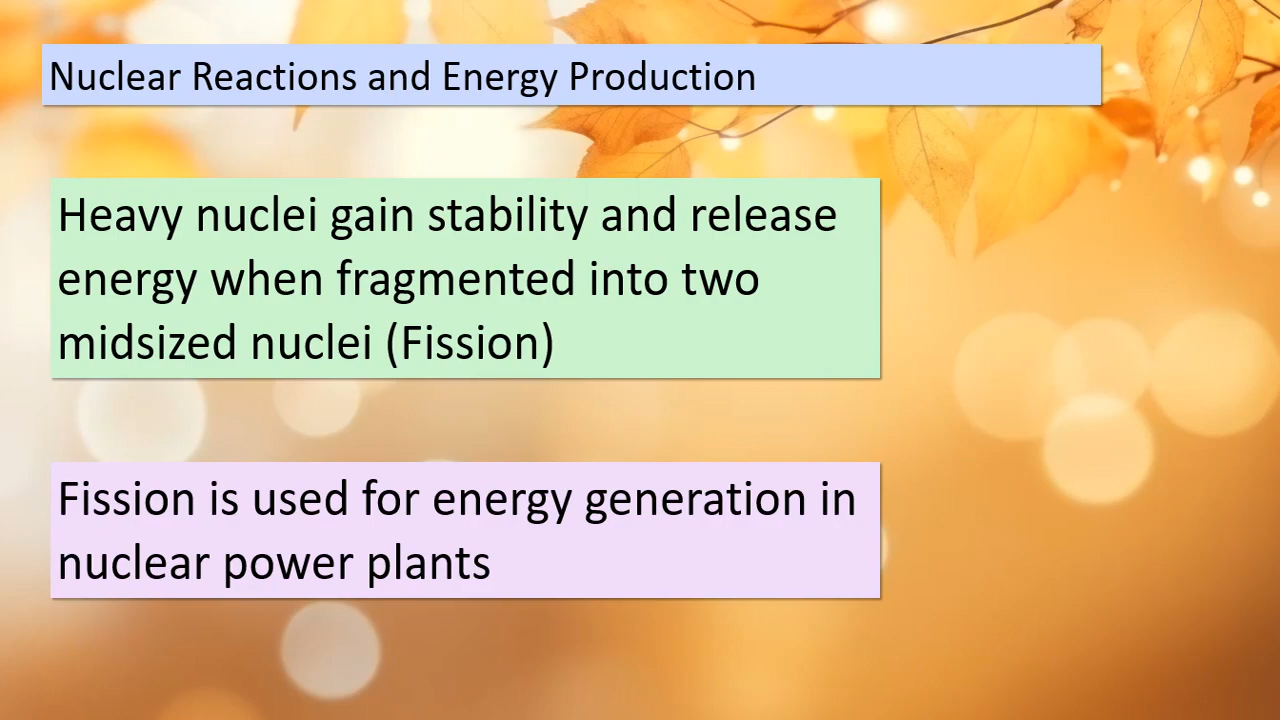 Nuclear Reactions and Energy Production
Heavy nuclei gain stability and release
energy when fragmented into two
midsized nuclei (Fission)
Fission is used for energy generation in
nuclear power plants